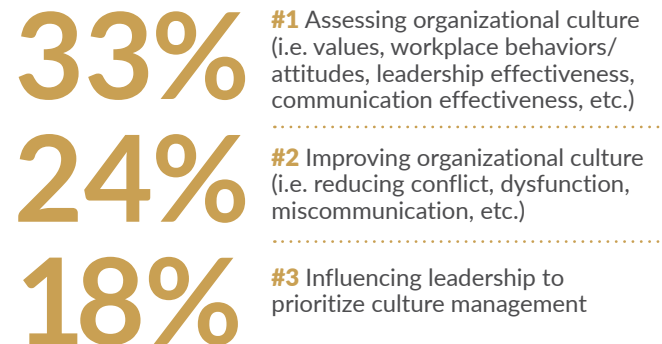 33%
#1 Assessing organizational culture
(i.e. values, workplace behaviors/
attitudes, leadership effectiveness,
communication effectiveness, etc.)
24%
#2 Improving organizational culture
(i.e. reducing conflict, dysfunction,
miscommunication, etc.)
18%
#3 Influencing leadership to
prioritize culture management